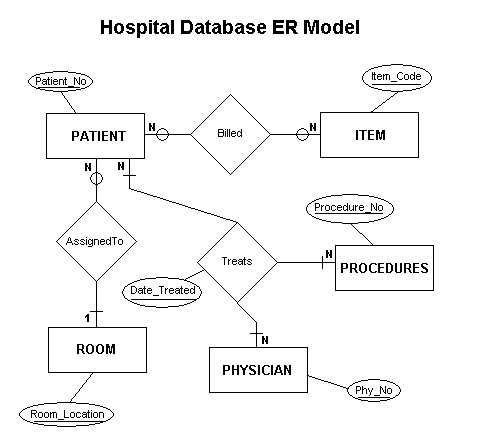 Hospital Database ER Model
Patient_No
Item_Code
PATIENT
N
Billed
N
ITEM
N
N
Procedure_No
AssignedTo
Treats
N
PROCEDURES
Date_Treated
1
N
ROOM
PHYSICIAN
Phy_No
Room_Location